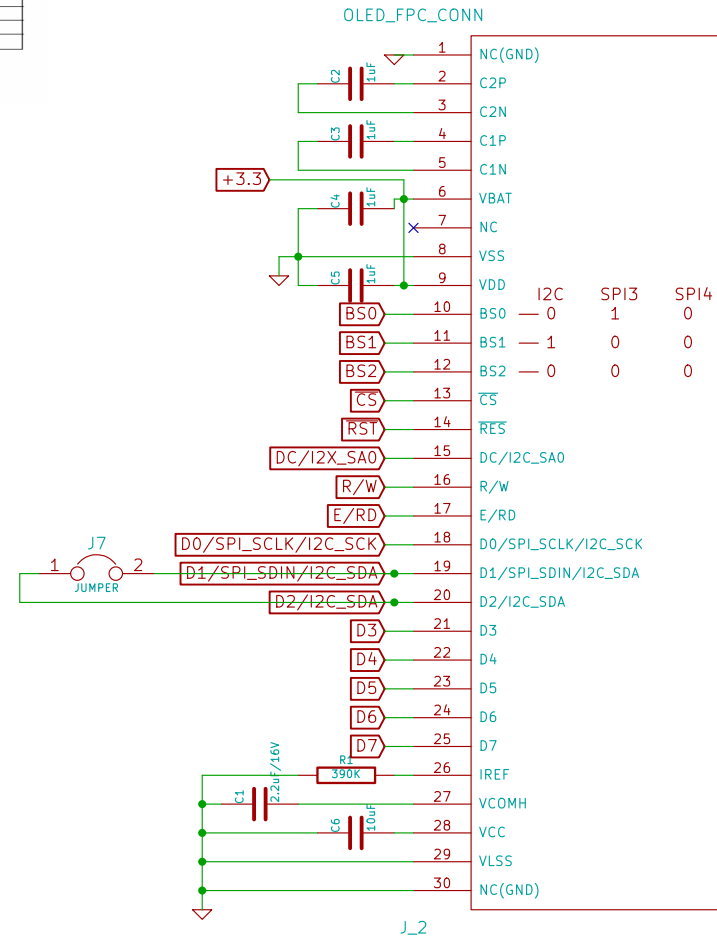 OLED_FPC_CONN
1 NC(GND)
C2 1uF 2 C2P
3 C2N
C3 1uF 4 C1P
5 C1N
+3.3
C4 1uF 6 VBAT
7 NC
8 VSS
C5 1uF 9 VDD
I2C SPI3 SPI4
BS0 10 BS0 — 0 1 0
BS1 11 BS1 — 1 0 0
BS2 12 BS2 — 0 0 0
CS 13 CS
RST 14 RES
DC/I2X_SA0 15 DC/I2C_SA0
R/W 16 R/W
E/RD 17 E/RD
D0/SPI_SCLK/I2C_SCK 18 D0/SPI_SCLK/I2C_SCK
J7
1 2 D1/SPI_SDIN/I2C_SDA 19 D1/SPI_SDIN/I2C_SDA
JUMPER
D2/I2C_SDA 20 D2/I2C_SDA
D3 21 D3
D4 22 D4
D5 23 D5
D6 24 D6
D7 25 D7
R1
390K 26 IREF
C1 2.2uF/16V 27 VCOMH
C6 10uF 28 VCC
29 VLSS
30 NC(GND)
J_2